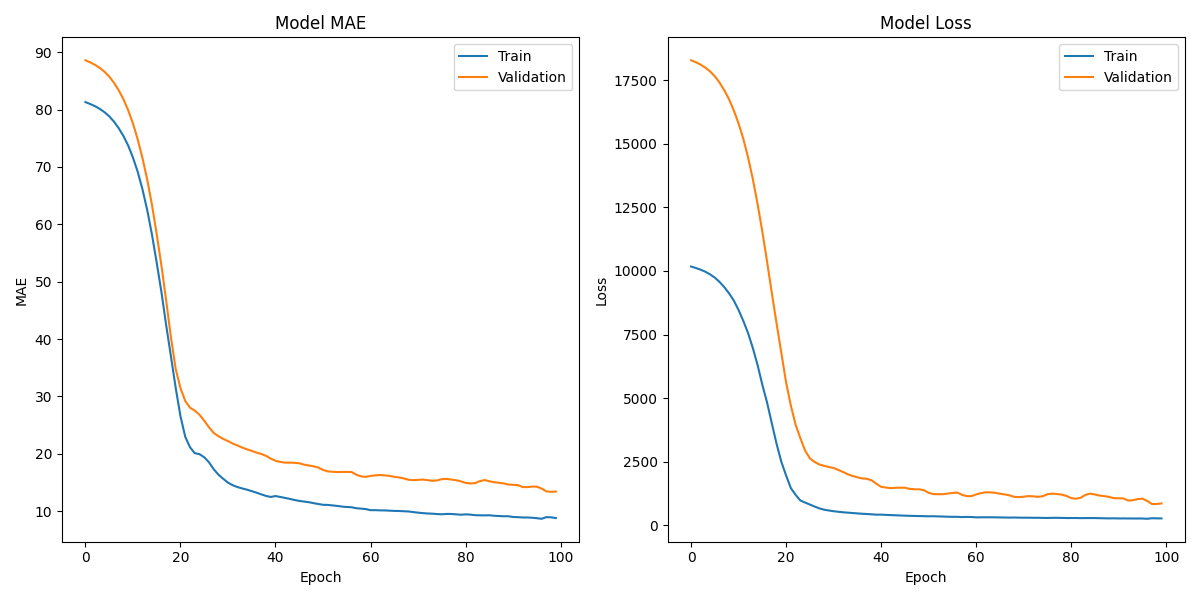 Model MAE
Train
Validation
90
80
70
60
50
40
30
20
10
MAE
0 20 40 60 80 100
Epoch
Model Loss
Train
Validation
17500
15000
12500
10000
7500
5000
2500
0
Loss
0 20 40 60 80 100
Epoch